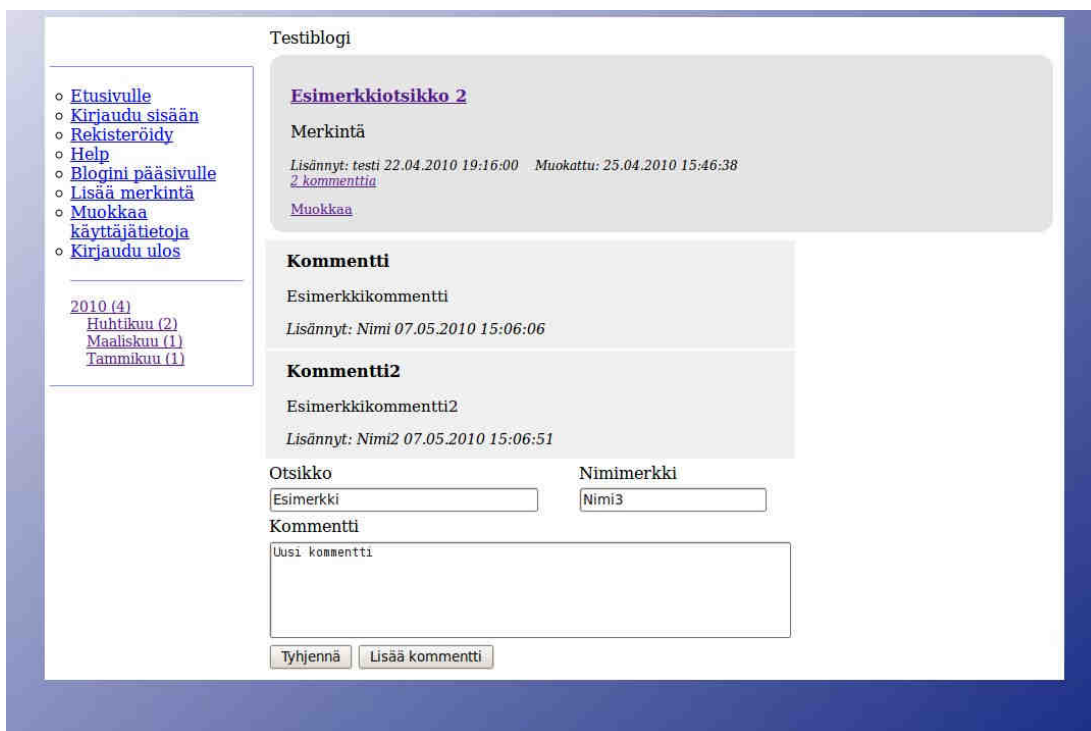 Testiblogi
Etusivulle
Kirjaudu sisään
Rekisteröidy
Help
Blogini pääsivulle
Lisää merkintä
Muokkaa
käyttäjätietoja
Kirjaudu ulos
2010 (4)
Huhtikuu (2)
Maaliskuu (1)
Tammikuu (1)
Esimerkkiotsikko 2
Merkintä
Lisännyt: testi 22.04.2010 19:16:00 Muokattu: 25.04.2010 15:46:38
2 kommenttia
Muokkaa
Kommentti
Esimerkkikommentti
Lisännyt: Nimi 07.05.2010 15:06:06
Kommentti2
Esimerkkikommentti2
Lisännyt: Nimi2 07.05.2010 15:06:51
Otsikko Nimimerkki
Esimerkki Nimi3
Kommentti
Uusi kommentti
Tyhjennä Lisää kommentti